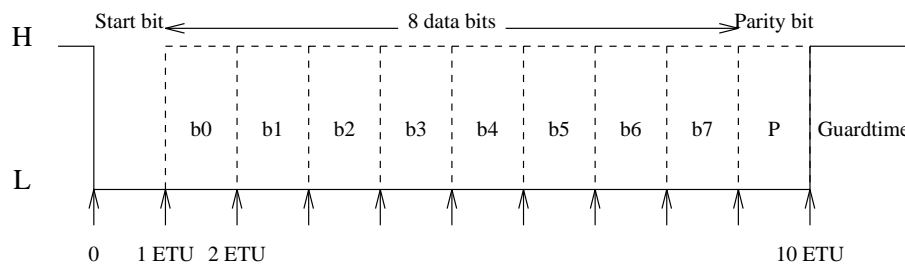 Start bit 8 data bits Parity bit
H
b0 b1 b2 b3 b4 b5 b6 b7 P Guardtime
L
0 1 ETU 2 ETU 10 ETU